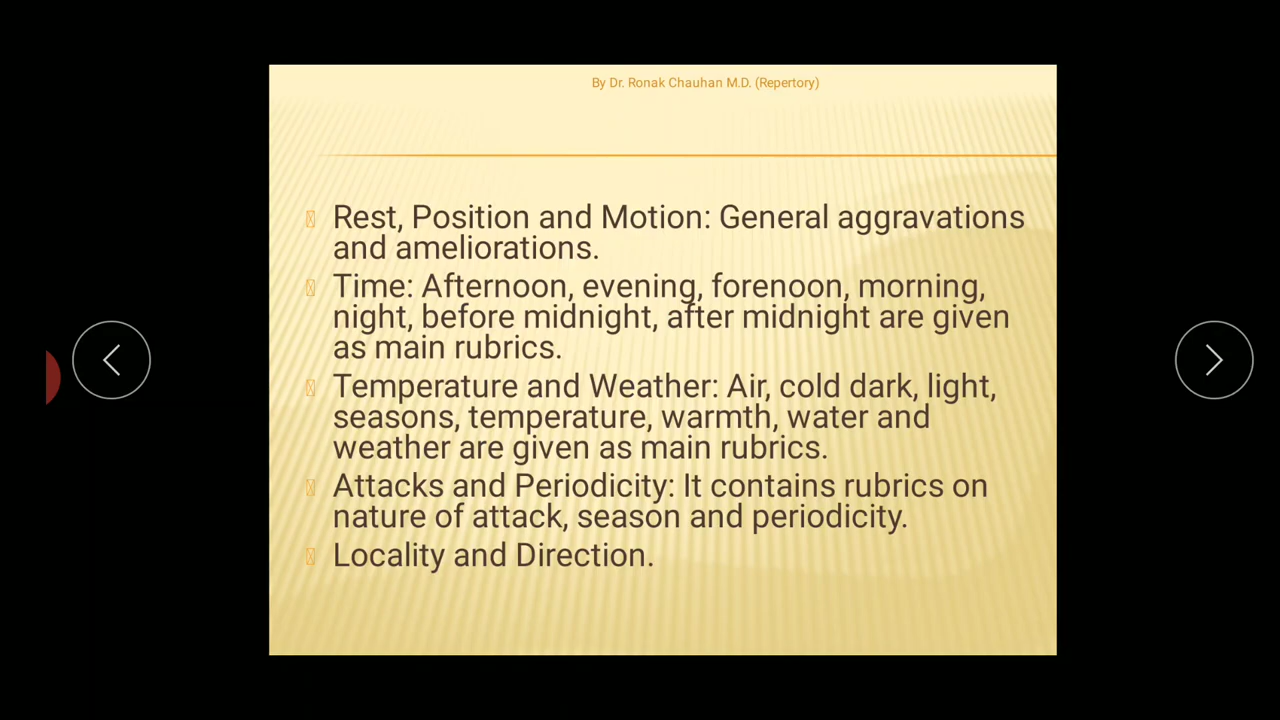 By Dr. Ronak Chauhan M.D. (Repertory)
Rest, Position and Motion: General aggravations
and ameliorations.
Time: Afternoon, evening, forenoon, morning,
night, before midnight, after midnight are given
as main rubrics.
Temperature and Weather: Air, cold dark, light,
seasons, temperature, warmth, water and
weather are given as main rubrics.
Attacks and Periodicity: It contains rubrics on
nature of attack, season and periodicity.
Locality and Direction.